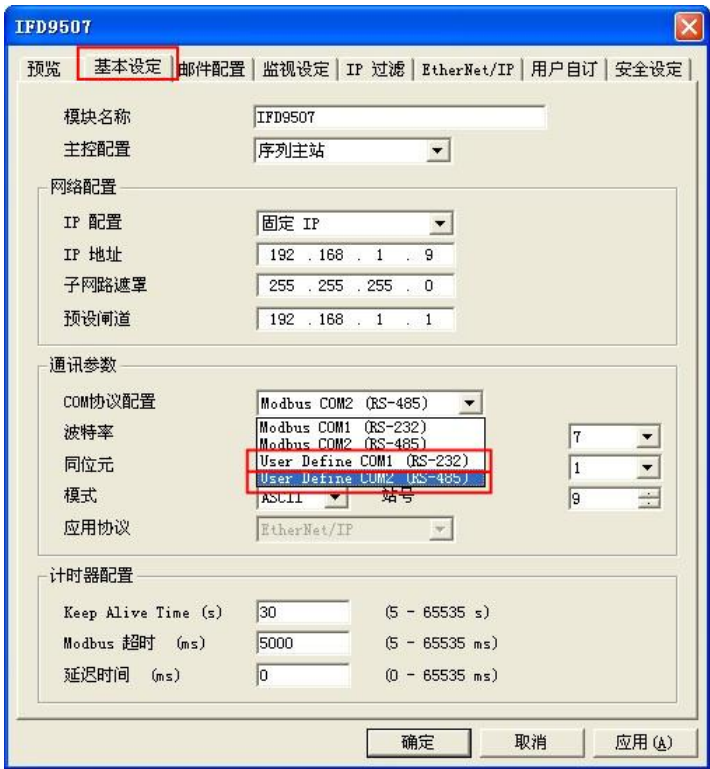 IFD9507
预览 基本设定 邮件配置 监视设定 IP 过滤 EtherNet/IP 用户自订 安全设定
模块名称 IFD9507
主控配置 序列主站
网络配置
IP 配置 固定 IP
IP 地址 192 . 168 . 1 . 9
子网路遮罩 255 . 255 . 255 . 0
预设闸道 192 . 168 . 1 . 1
通讯参数
COM协议配置 Modbus COM2 (RS-485)
Modbus COM1 (RS-232)
波特率 Modbus COM2 (RS-485) 7
同位元 User Define COM1 (RS-232) 1
User Define COM2 (RS-485)
模式 ASCII 站号 9
应用协议 EtherNet/IP
计时器配置
Keep Alive Time (s) 30 (5 - 65535 s)
Modbus 超时 (ms) 5000 (5 - 65535 ms)
延迟时间 (ms) 0 (0 - 65535 ms)
确定 取消 应用(A)